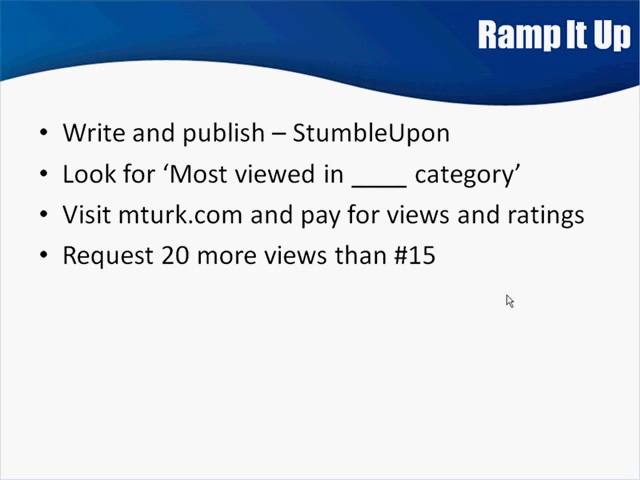 Ramp It Up
• Write and publish – StumbleUpon
• Look for ‘Most viewed in ____ category’
• Visit mturk.com and pay for views and ratings
• Request 20 more views than #15